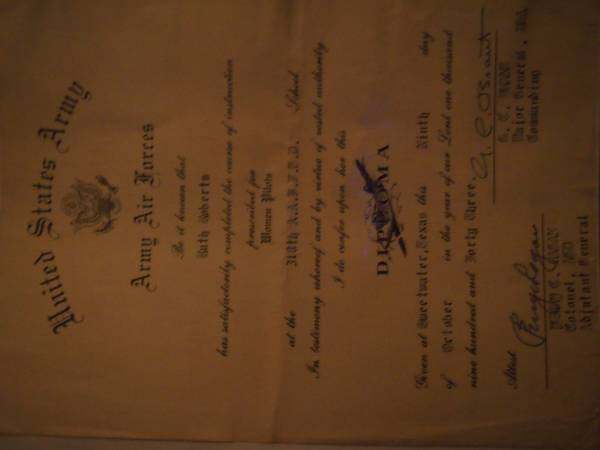 United States Army
Army Air Forces
Be it known that
Ruth Roberts
has satisfactorily completed the course of instruction
prescribed for
Women Pilots
at the 318th A.A.F.F.T.D. School
In testimony whereof and by virtue of vested authority
I do confer upon her this
DIPLOMA
Given at Sweetwater, Texas this Ninth day
of October in the year of our Lord one thousand
nine hundred and Forty Three.
Major General, USA
Commanding
Attest
Colonel,
Adjutant General